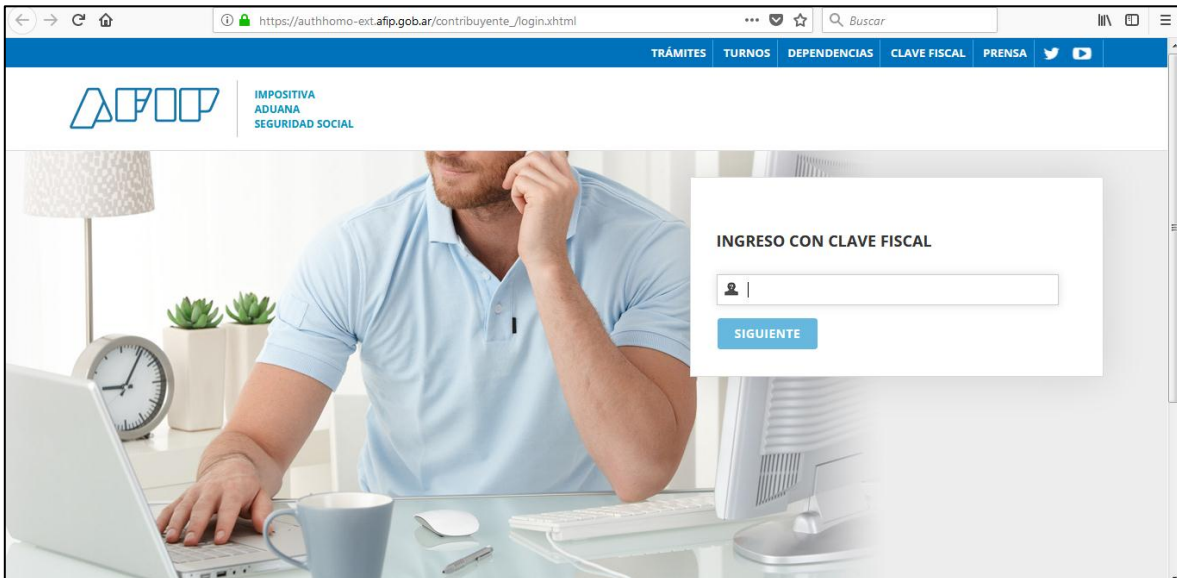 https://authhomo-ext.afip.gob.ar/contribuyente_/login.xhtml
Buscar
TRÁMITES TURNOS DEPENDENCIAS CLAVE FISCAL PRENSA
AFIP
IMPOSITIVA
ADUANA
SEGURIDAD SOCIAL
INGRESO CON CLAVE FISCAL
SIGUIENTE